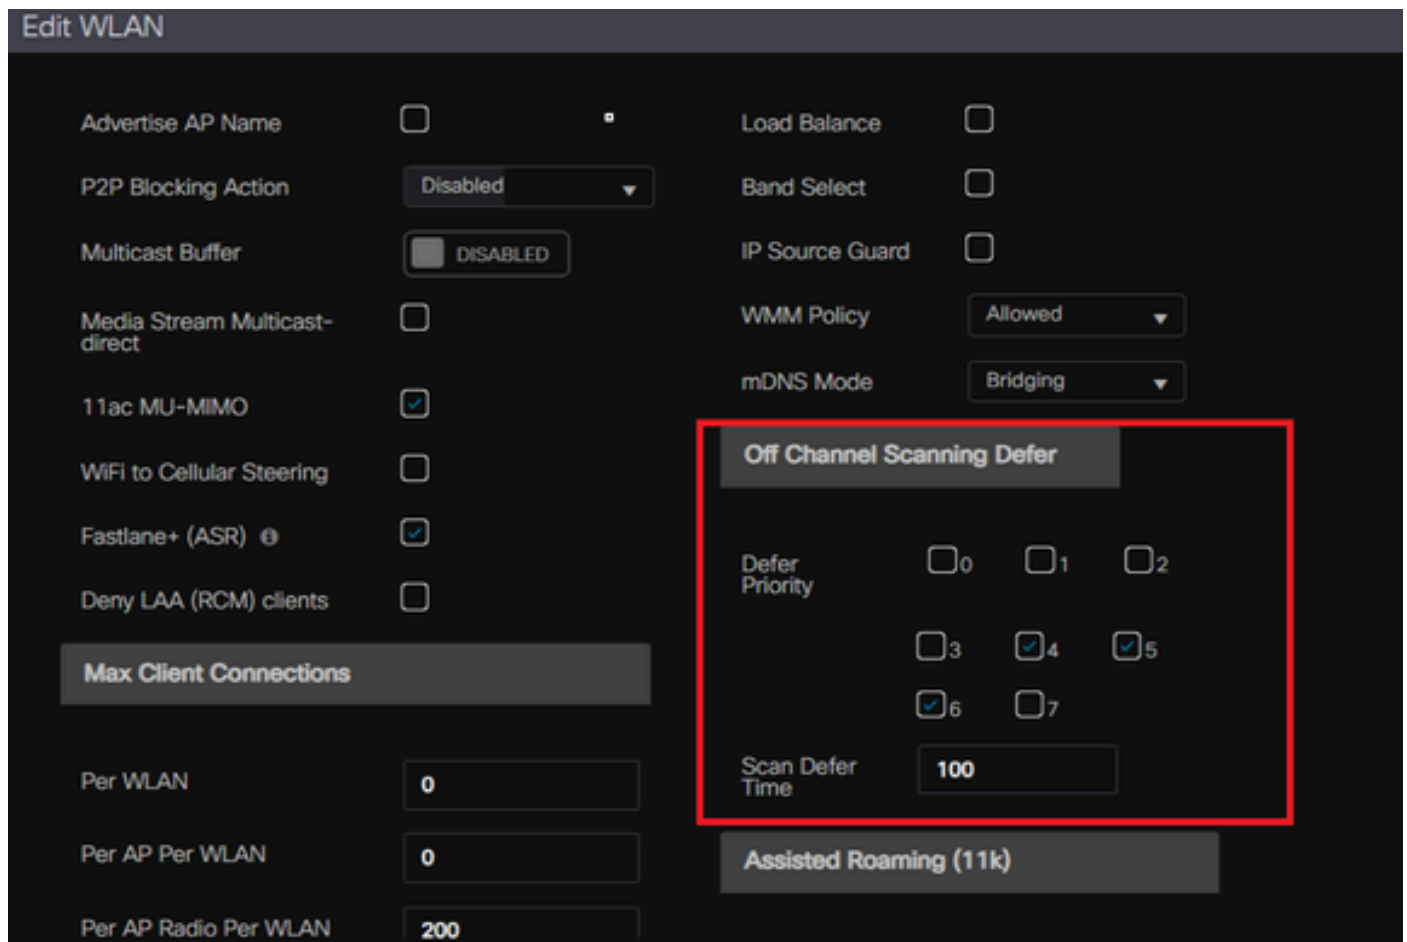 Edit WLAN
Advertise AP Name
P2P Blocking Action
Disabled
Multicast Buffer
DISABLED
Media Stream Multicast-
direct
11ac MU-MIMO
WiFi to Cellular Steering
Fastlane+ (ASR)
Deny LAA (RCM) clients
Max Client Connections
Per WLAN
0
Per AP Per WLAN
0
Per AP Radio Per WLAN
200
Load Balance
Band Select
IP Source Guard
WMM Policy
Allowed
mDNS Mode
Bridging
Off Channel Scanning Defer
Defer
Priority
0 1 2
3 4 5
6 7
Scan Defer
Time
100
Assisted Roaming (11k)